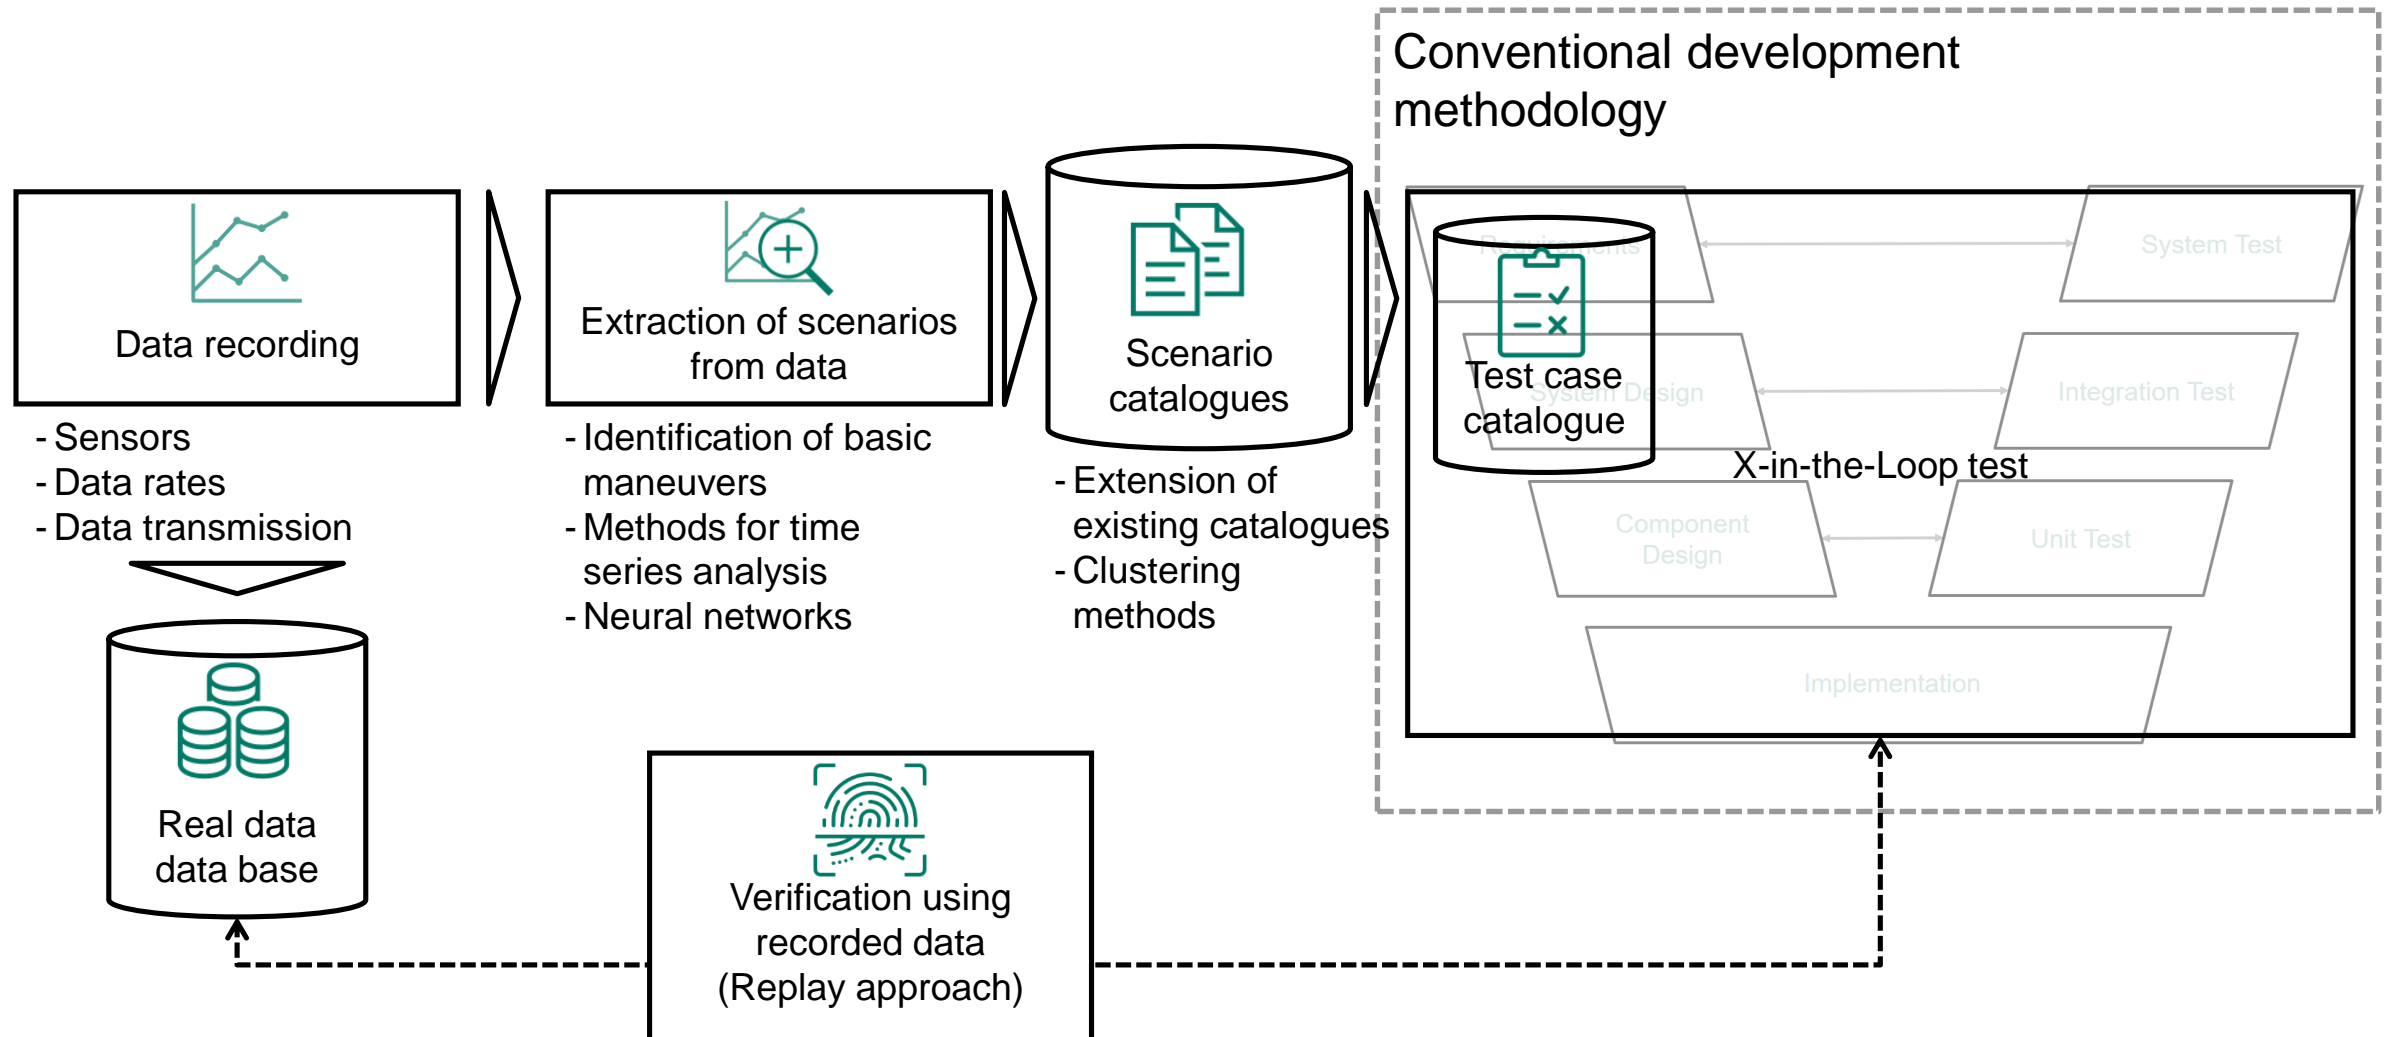 Conventional development
methodology
Data recording
- Sensors
- Data rates
- Data transmission
Real data
data base
Extraction of scenarios
from data
- Identification of basic
maneuvers
- Methods for time
series analysis
- Neural networks
Scenario
catalogues
- Extension of
existing catalogues
- Clustering
methods
Requirements
System Test
Test case
catalogue
System Design
Integration Test
X-in-the-Loop test
Component
Design
Unit Test
Implementation
Verification using
recorded data
(Replay approach)